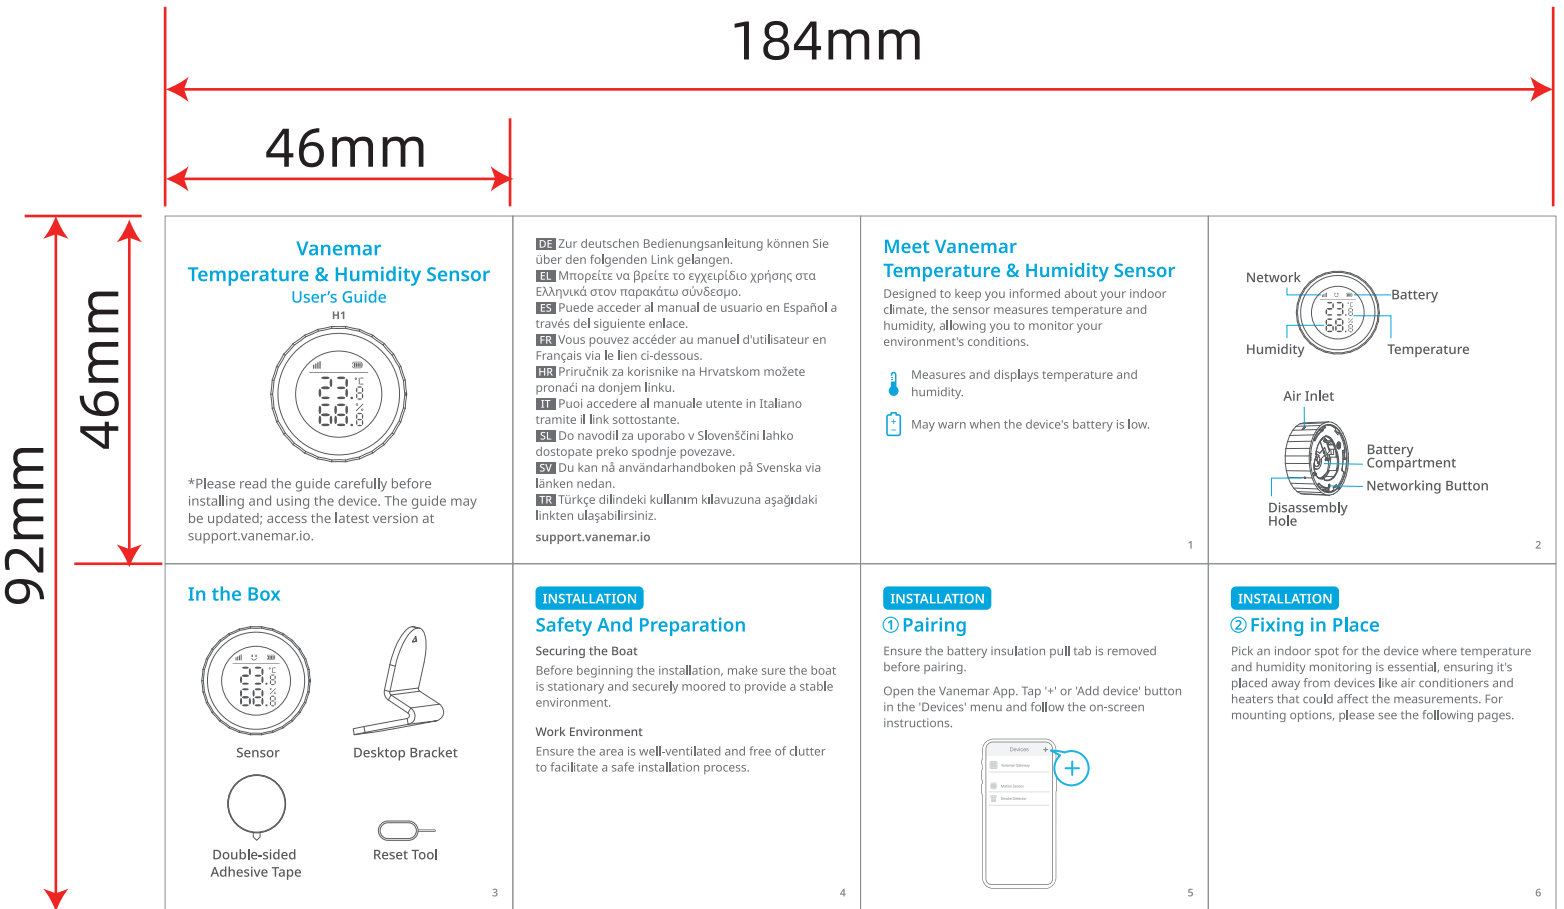 184mm
46mm
92mm
46mm
Vanemar
Temperature & Humidity Sensor
User's Guide
H1
23.8 °C
68.8 %
*Please read the guide carefully before
installing and using the device. The guide may
be updated; access the latest version at
support.vanemar.io.
DE Zur deutschen Bedienungsanleitung können Sie
über den folgenden Link gelangen.
EL Μπορείτε να βρείτε το εγχειρίδιο χρήσης στα
Ελληνικά στον παρακάτω σύνδεσμο.
ES Puede acceder al manual de usuario en Español a
través del siguiente enlace.
FR Vous pouvez accéder au manuel d'utilisateur en
Français via le lien ci-dessous.
HR Priručnik za korisnike na Hrvatskom možete
pronaći na donjem linku.
IT Puoi accedere al manuale utente in Italiano
tramite il link sottostante.
SL Do navodil za uporabo v Slovenščini lahko
dostopate preko spodnje povezave.
SV Du kan nå användarhandboken på Svenska via
länken nedan.
TR Türkçe dilindeki kullanım kılavuzuna aşağıdaki
linkten ulaşabilirsiniz.
support.vanemar.io
Meet Vanemar
Temperature & Humidity Sensor
Designed to keep you informed about your indoor
climate, the sensor measures temperature and
humidity, allowing you to monitor your
environment's conditions.
Measures and displays temperature and
humidity.
May warn when the device's battery is low.
1
Network
Battery
23.8 °C
68.8 %
Humidity
Temperature
Air Inlet
Battery
Compartment
Networking Button
Disassembly
Hole
2
In the Box
23.8 °C
68.8 %
Sensor
Desktop Bracket
Double-sided
Adhesive Tape
Reset Tool
3
INSTALLATION
Safety And Preparation
Securing the Boat
Before beginning the installation, make sure the boat
is stationary and securely moored to provide a stable
environment.
Work Environment
Ensure the area is well-ventilated and free of clutter
to facilitate a safe installation process.
4
INSTALLATION
① Pairing
Ensure the battery insulation pull tab is removed
before pairing.
Open the Vanemar App. Tap '+' or 'Add device' button
in the 'Devices' menu and follow the on-screen
instructions.
Devices +
+
Vanemar Gateway
Motion Sensor
Smoke Detector
5
INSTALLATION
② Fixing in Place
Pick an indoor spot for the device where temperature
and humidity monitoring is essential, ensuring it's
placed away from devices like air conditioners and
heaters that could affect the measurements. For
mounting options, please see the following pages.
6